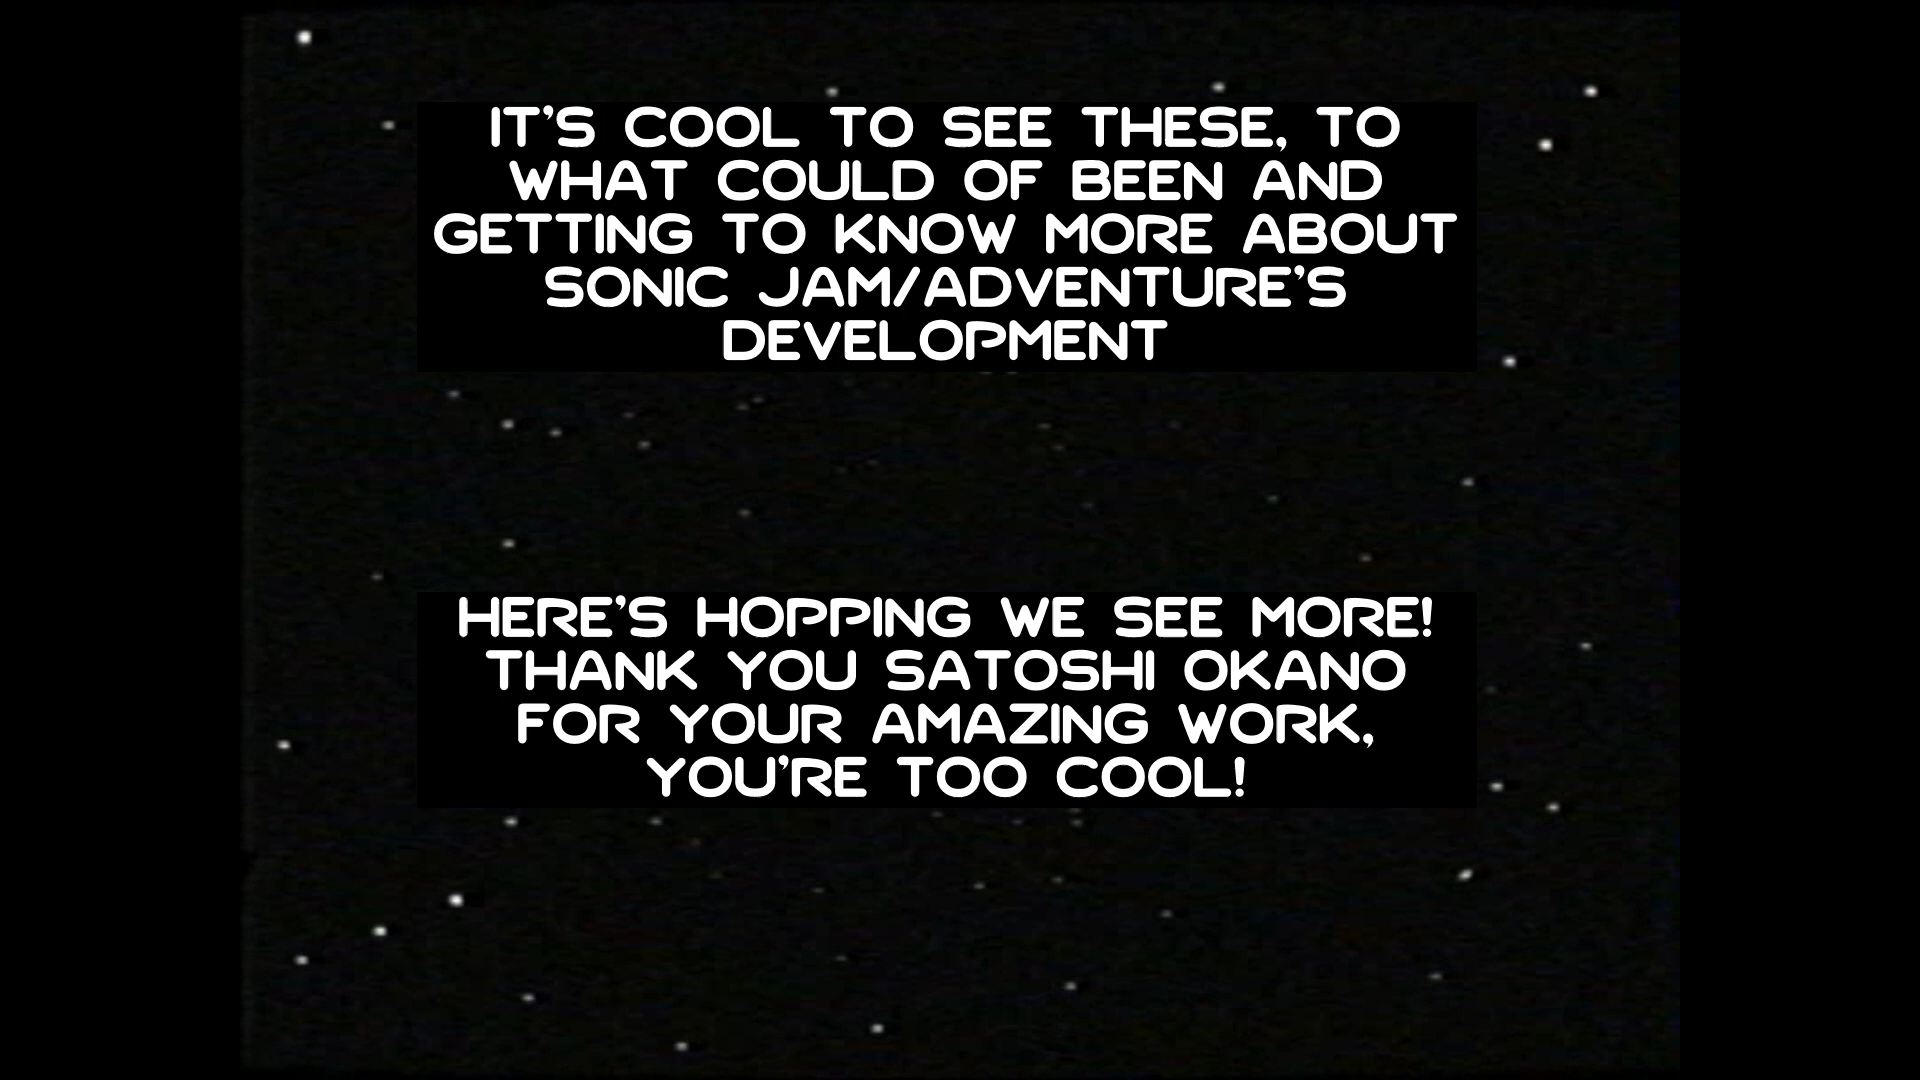 IT'S COOL TO SEE THESE, TO
WHAT COULD OF BEEN AND
GETTING TO KNOW MORE ABOUT
SONIC JAM/ADVENTURE'S
DEVELOPMENT
HERE'S HOPPING WE SEE MORE!
THANK YOU SATOSHI OKANO
FOR YOUR AMAZING WORK,
YOU'RE TOO COOL!